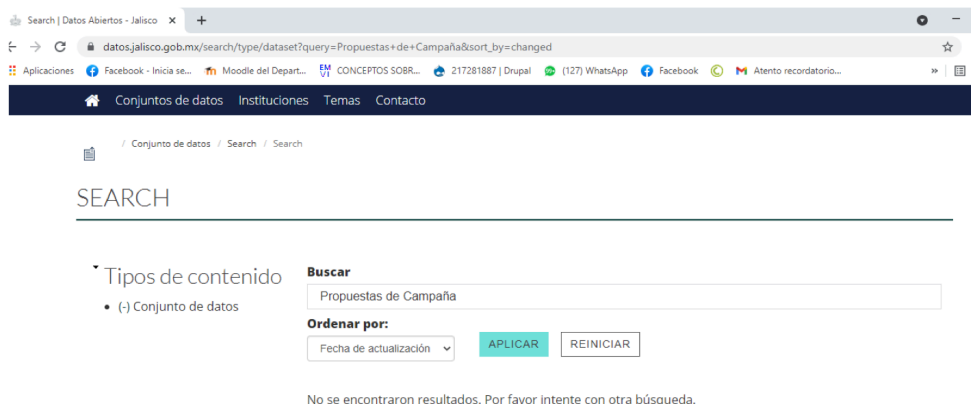 Search | Datos Abiertos - Jalisco
datos.jalisco.gob.mx/search/type/dataset?query=Propuestas+de+Campaña&sort_by=changed
Aplicaciones Facebook - Inicia se... Moodle del Depart... EM VI CONCEPTOS SOBR... 217281887 | Drupal (127) WhatsApp Facebook Atento recordatorio... »
Conjuntos de datos Instituciones Temas Contacto
/ Conjunto de datos / Search / Search
SEARCH
Tipos de contenido
(-) Conjunto de datos
Buscar
Propuestas de Campaña
Ordenar por:
Fecha de actualización APLICAR REINICIAR
No se encontraron resultados. Por favor intente con otra búsqueda.